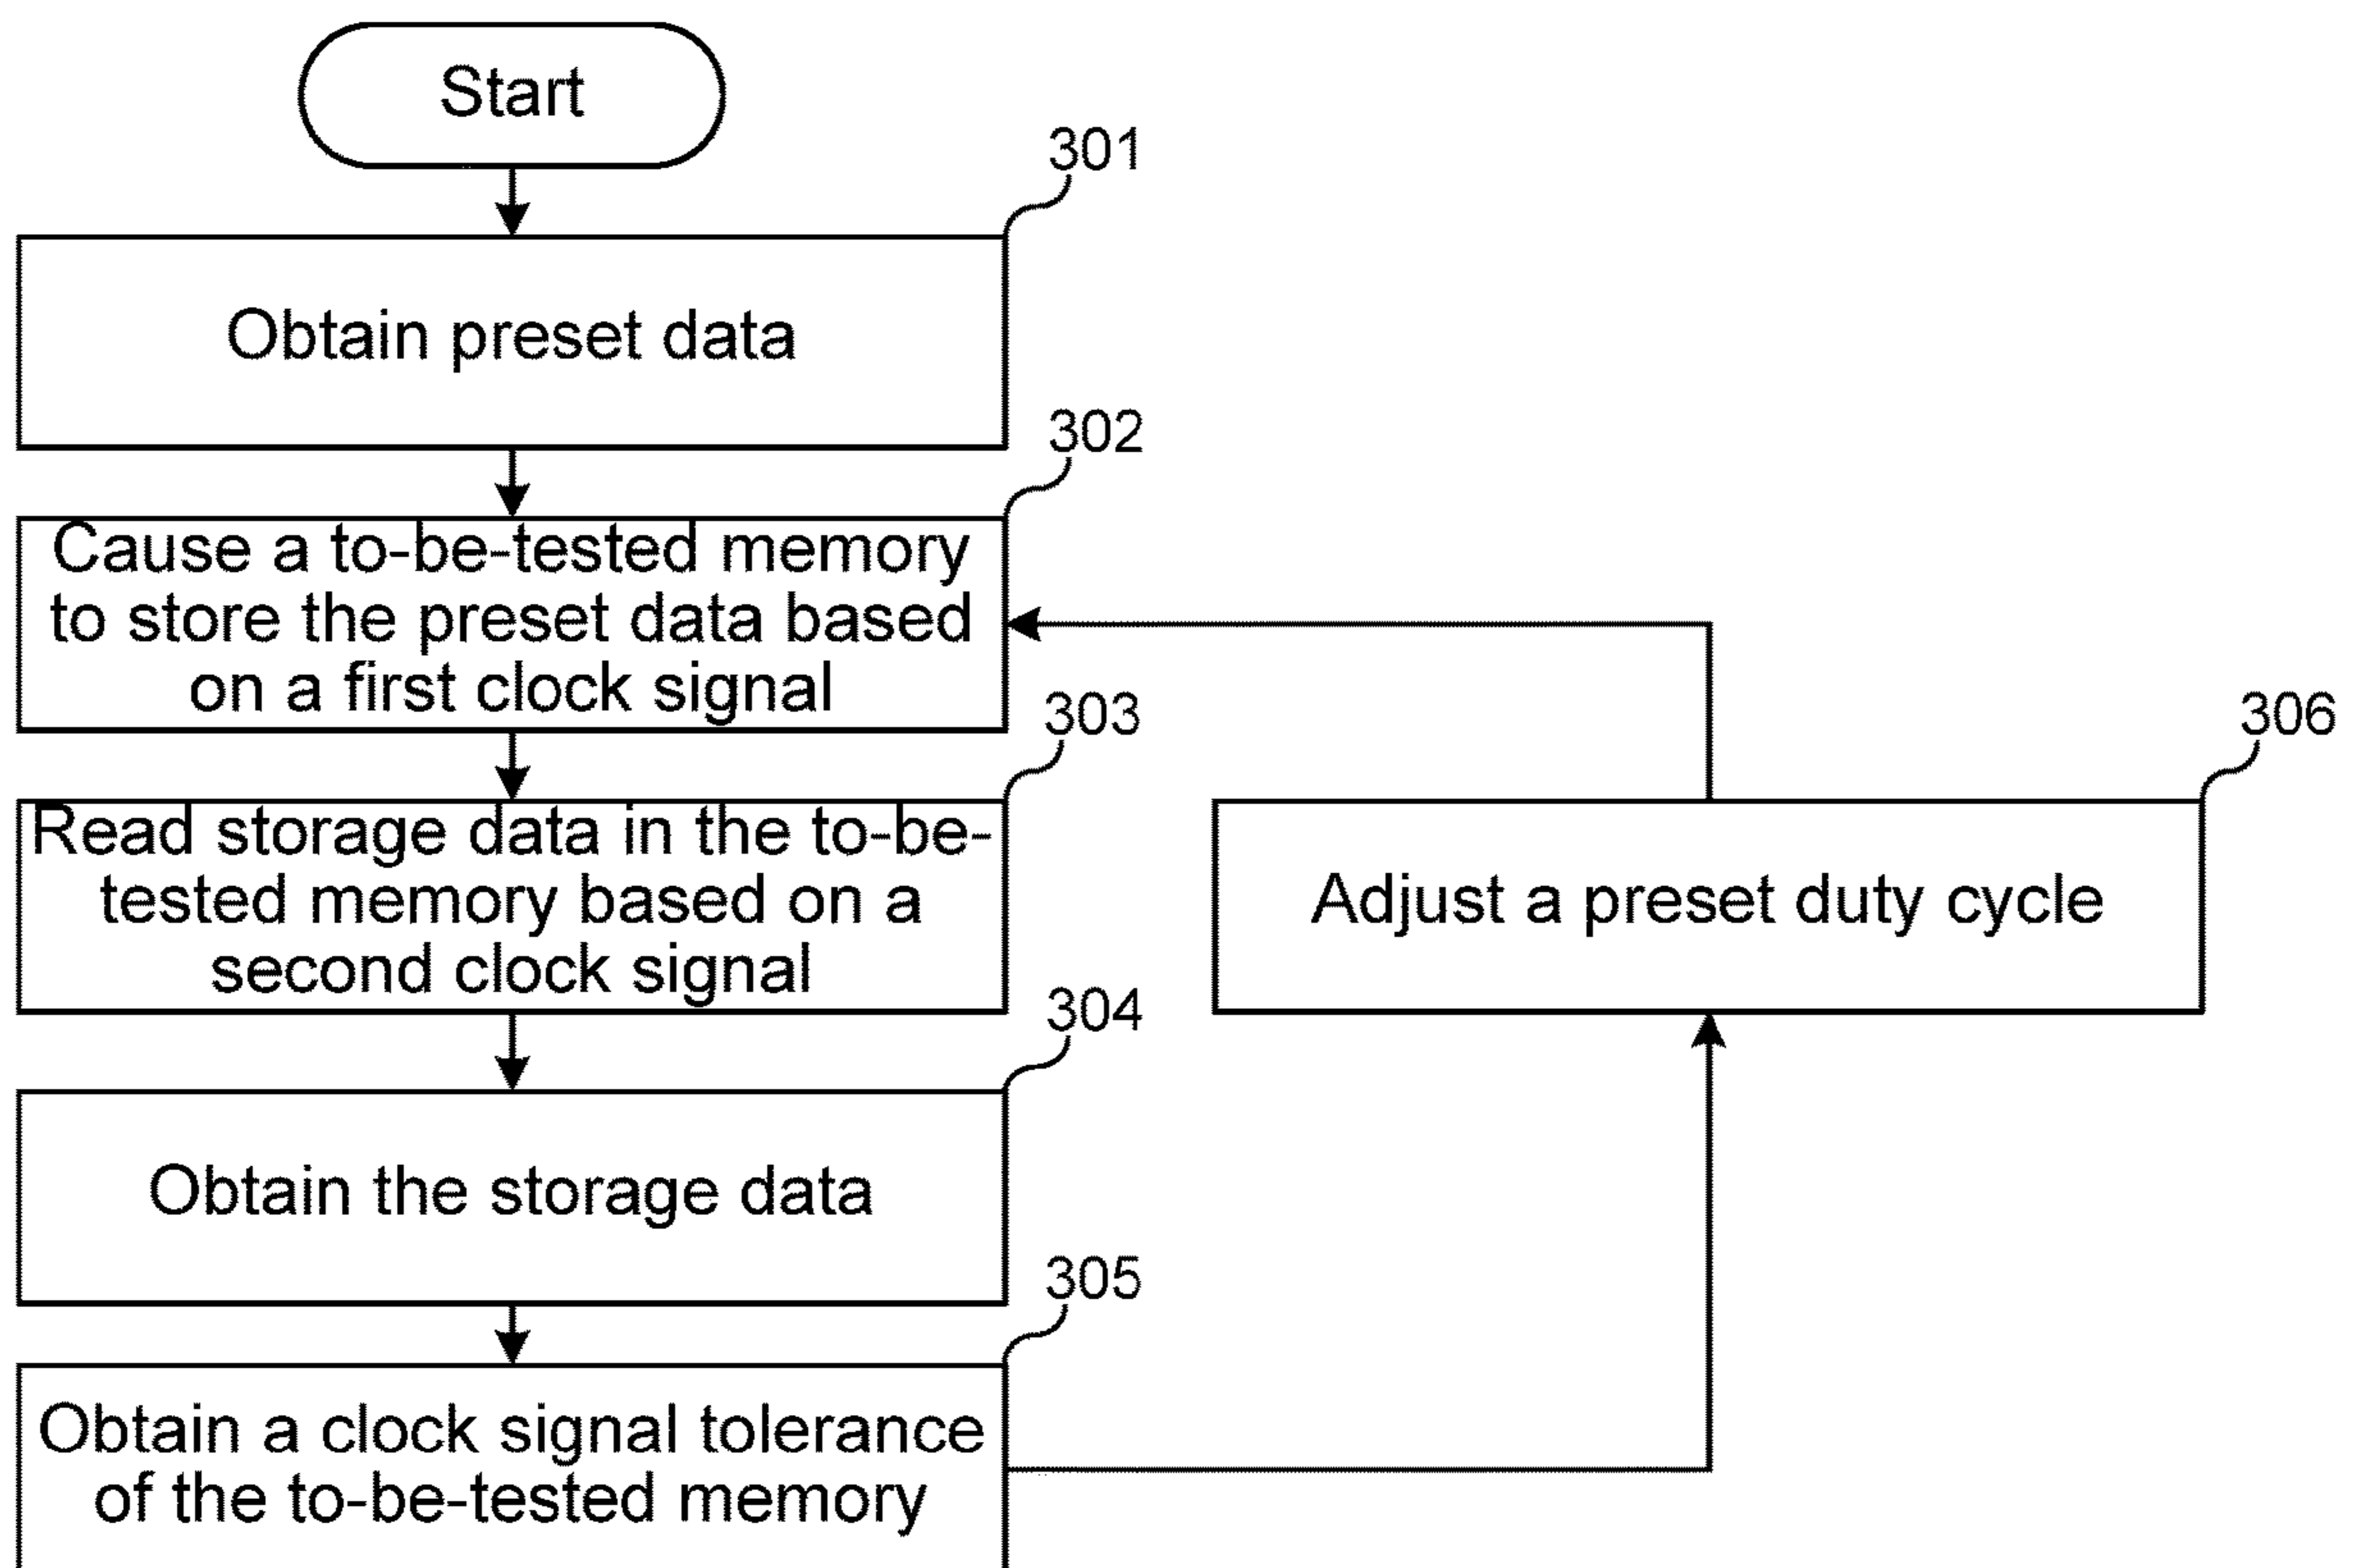 Start
301
Obtain preset data
302
Cause a to-be-tested memory
to store the preset data based
on a first clock signal
303
Read storage data in the to-be-
tested memory based on a
second clock signal
306
Adjust a preset duty cycle
304
Obtain the storage data
305
Obtain a clock signal tolerance
of the to-be-tested memory